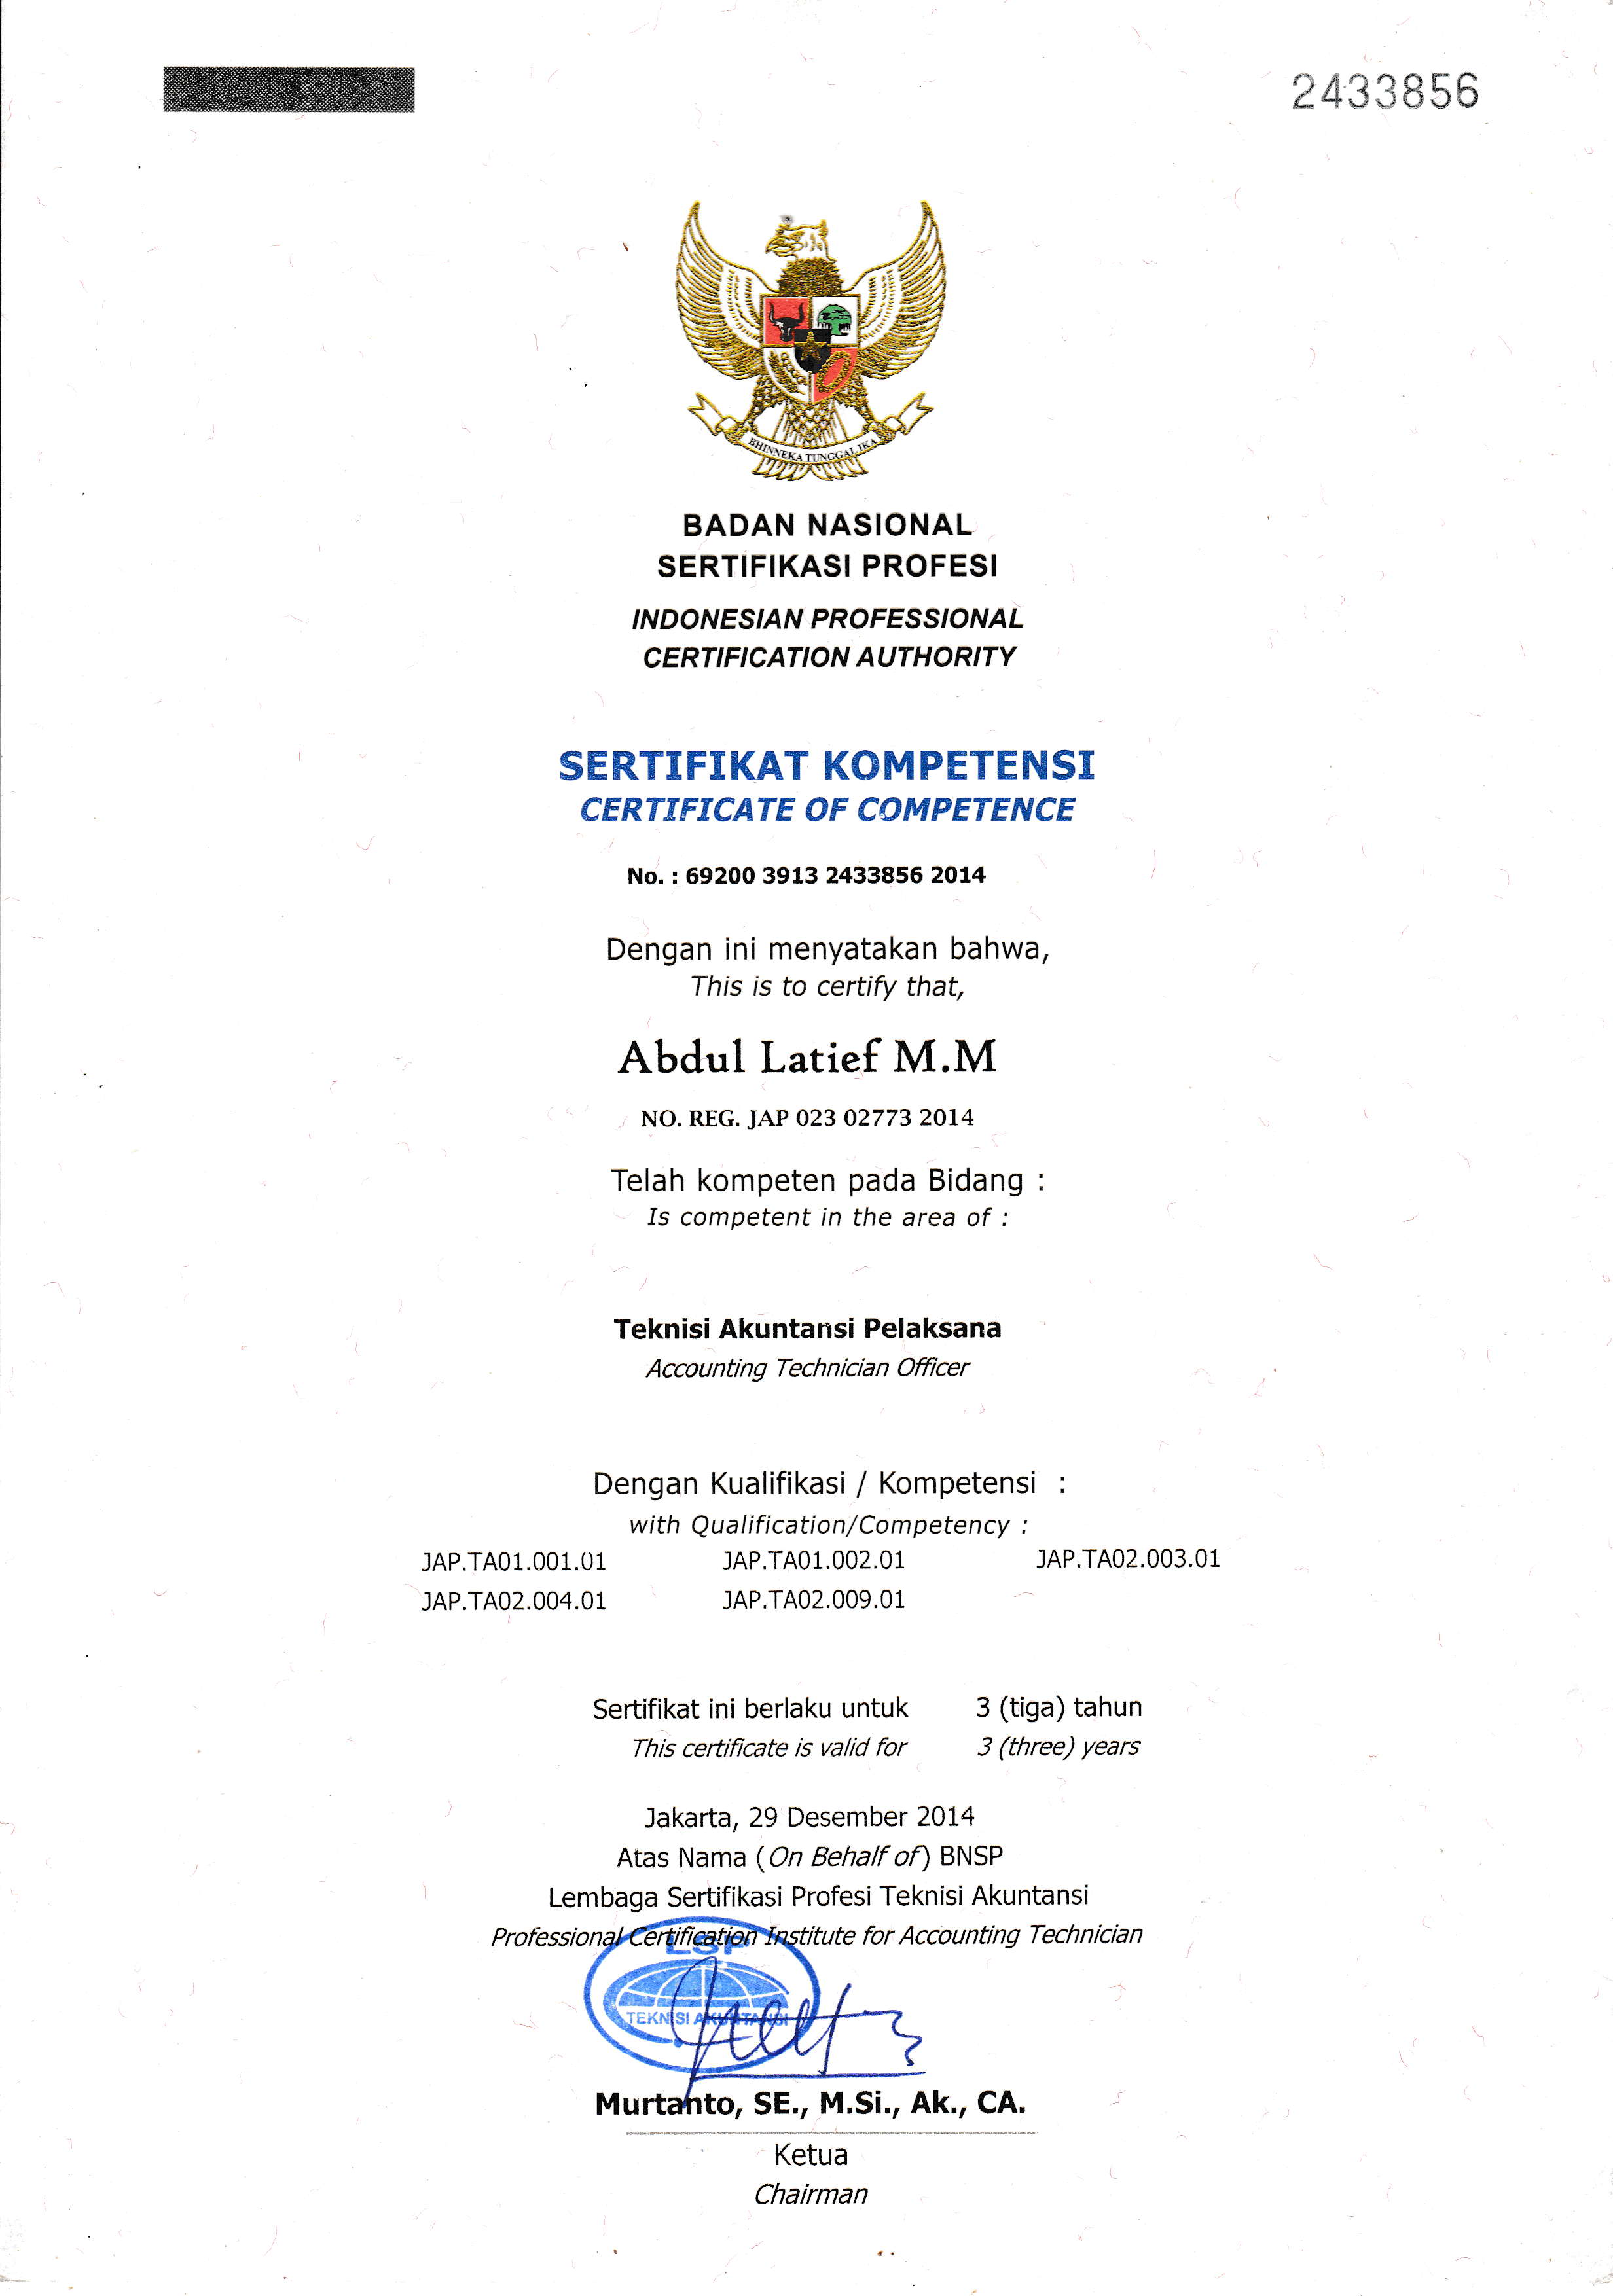 2433856
BHINNEKA TUNGGAL IKA
BADAN NASIONAL
SERTIFIKASI PROFESI
INDONESIAN PROFESSIONAL
CERTIFICATION AUTHORITY
SERTIFIKAT KOMPETENSI
CERTIFICATE OF COMPETENCE
No. : 69200 3913 2433856 2014
Dengan ini menyatakan bahwa,
This is to certify that,
Abdul Latief M.M
NO. REG. JAP 023 02773 2014
Telah kompeten pada Bidang :
Is competent in the area of :
Teknisi Akuntansi Pelaksana
Accounting Technician Officer
Dengan Kualifikasi / Kompetensi :
with Qualification/Competency :
JAP.TA01.001.01 JAP.TA01.002.01 JAP.TA02.003.01
JAP.TA02.004.01 JAP.TA02.009.01
Sertifikat ini berlaku untuk 3 (tiga) tahun
This certificate is valid for 3 (three) years
Jakarta, 29 Desember 2014
Atas Nama (On Behalf of) BNSP
Lembaga Sertifikasi Profesi Teknisi Akuntansi
Professional Certification Institute for Accounting Technician
LSP
TEKNISI AKUNTANSI
Murtanto, SE., M.Si., Ak., CA.
Ketua
Chairman